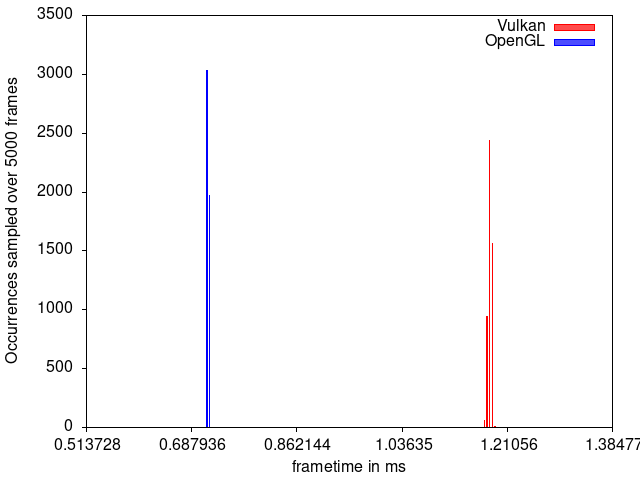 Vulkan
OpenGL
3500
3000
2500
2000
1500
1000
500
0
Occurrences sampled over 5000 frames
0.513728 0.687936 0.862144 1.03635 1.21056 1.38477
frametime in ms